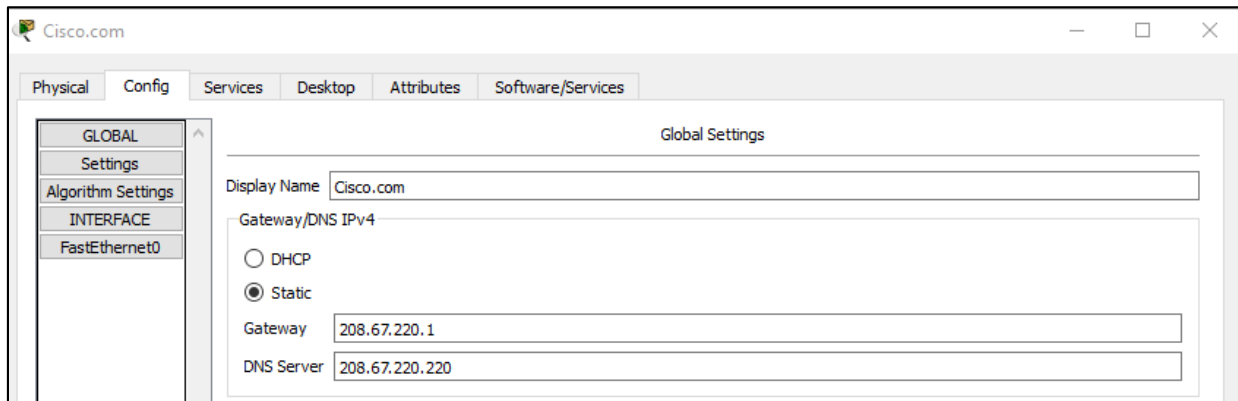 Cisco.com
Physical Config Services Desktop Attributes Software/Services
GLOBAL
Settings
Algorithm Settings
INTERFACE
FastEthernet0
Global Settings
Display Name Cisco.com
Gateway/DNS IPv4
DHCP
Static
Gateway 208.67.220.1
DNS Server 208.67.220.220